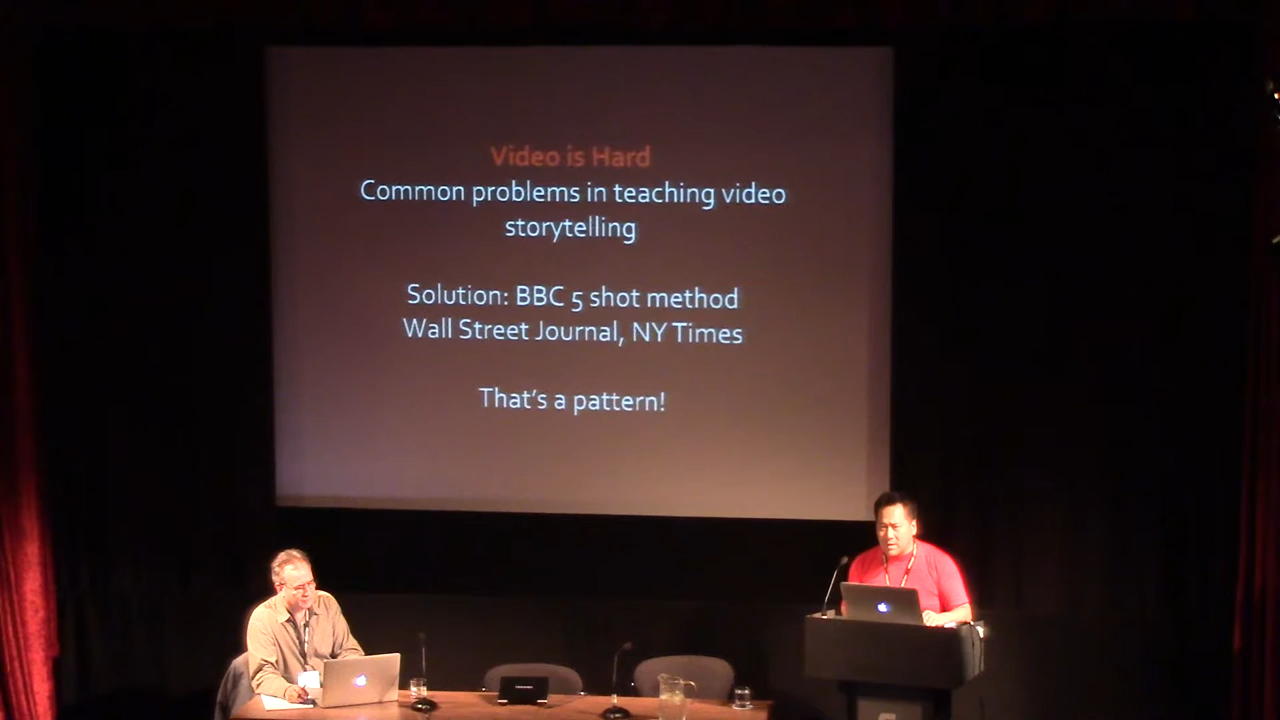 Video is Hard
Common problems in teaching video
storytelling
Solution: BBC 5 shot method
Wall Street Journal, NY Times
That's a pattern!